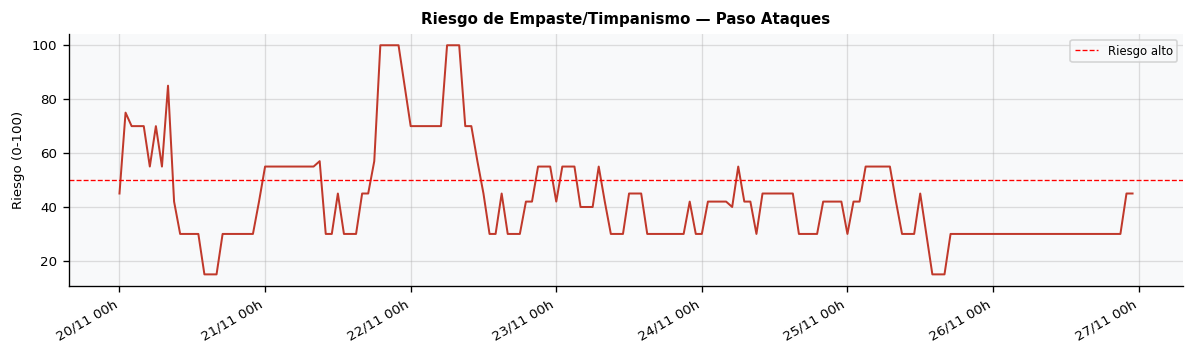 Riesgo de Empaste/Timpanismo — Paso Ataques
Riesgo alto
Riesgo (0-100)
100
80
60
40
20
20/11 00h
21/11 00h
22/11 00h
23/11 00h
24/11 00h
25/11 00h
26/11 00h
27/11 00h